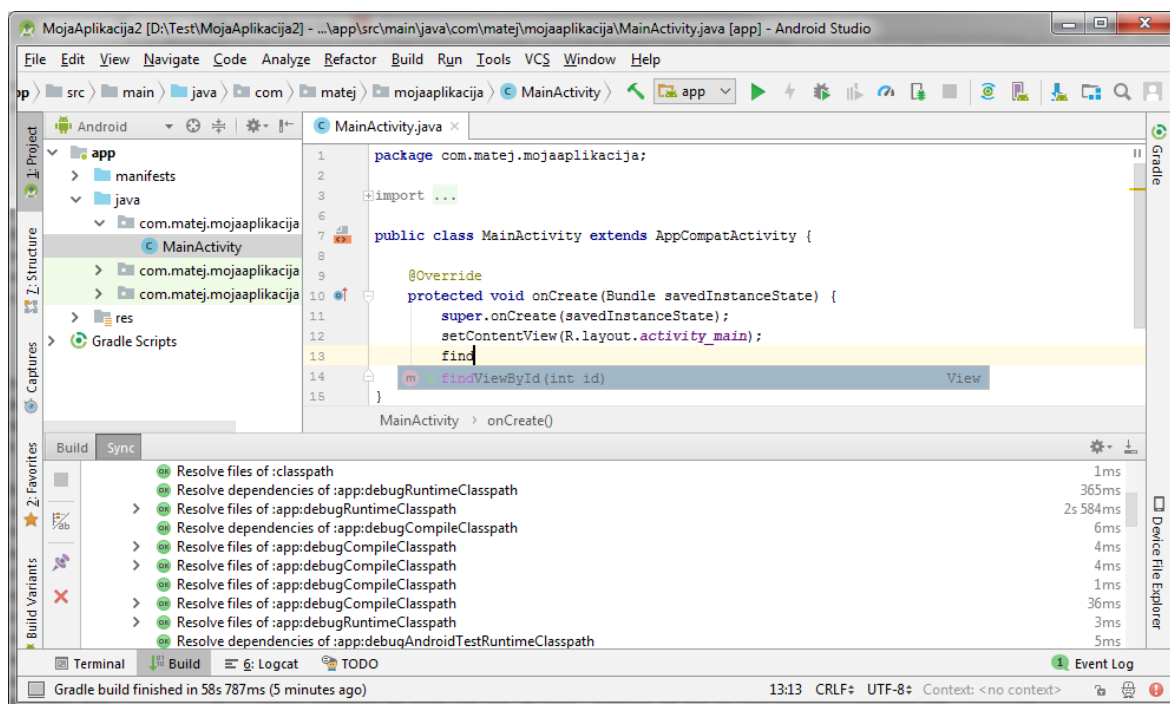 MojaAplikacija2 [D:\Test\MojaAplikacija2] - ...\app\src\main\java\com\matej\mojaaplikacija\MainActivity.java [app] - Android Studio
File Edit View Navigate Code Analyze Refactor Build Run Tools VCS Window Help
pp src main java com matej mojaaplikacija MainActivity app
1: Project
Android
MainActivity.java
Gradle
app
manifests
java
com.matej.mojaaplikacija
MainActivity
com.matej.mojaaplikacija
com.matej.mojaaplikacija
res
Gradle Scripts
7: Structure
Captures
1 package com.matej.mojaaplikacija;
2
3 import ...
6
7 public class MainActivity extends AppCompatActivity {
8
9 @Override
10 protected void onCreate(Bundle savedInstanceState) {
11 super.onCreate(savedInstanceState);
12 setContentView(R.layout.activity_main);
13 find
14 m findViewById(int id) View
15 }
MainActivity > onCreate()
2: Favorites
Build Variants
Build Sync
Resolve files of :classpath 1ms
Resolve dependencies of :app:debugRuntimeClasspath 365ms
Resolve files of :app:debugRuntimeClasspath 2s 584ms
Resolve dependencies of :app:debugCompileClasspath 6ms
Resolve files of :app:debugCompileClasspath 4ms
Resolve files of :app:debugCompileClasspath 4ms
Resolve files of :app:debugCompileClasspath 1ms
Resolve files of :app:debugCompileClasspath 36ms
Resolve files of :app:debugRuntimeClasspath 3ms
Resolve dependencies of :app:debugAndroidTestRuntimeClasspath 5ms
Device File Explorer
Terminal Build 6: Logcat TODO 1 Event Log
Gradle build finished in 58s 787ms (5 minutes ago) 13:13 CRLF UTF-8 Context: <no context>